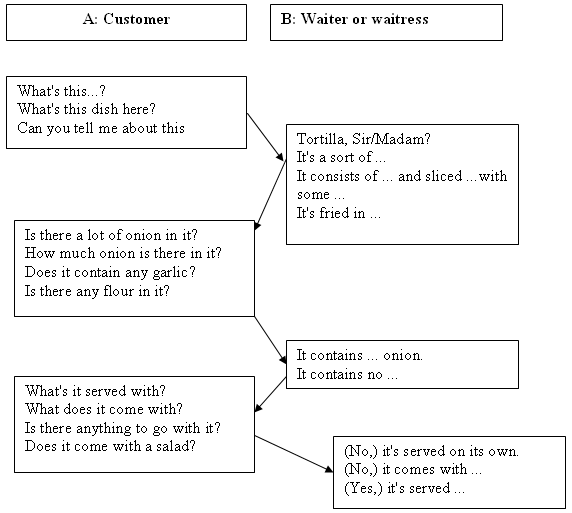 A: Customer
B: Waiter or waitress
What's this...?
What's this dish here?
Can you tell me about this
Tortilla, Sir/Madam?
It's a sort of ...
It consists of ... and sliced ...with
some ...
It's fried in ...
Is there a lot of onion in it?
How much onion is there in it?
Does it contain any garlic?
Is there any flour in it?
It contains ... onion.
It contains no ...
What's it served with?
What does it come with?
Is there anything to go with it?
Does it come with a salad?
(No,) it's served on its own.
(No,) it comes with ...
(Yes,) it's served ...